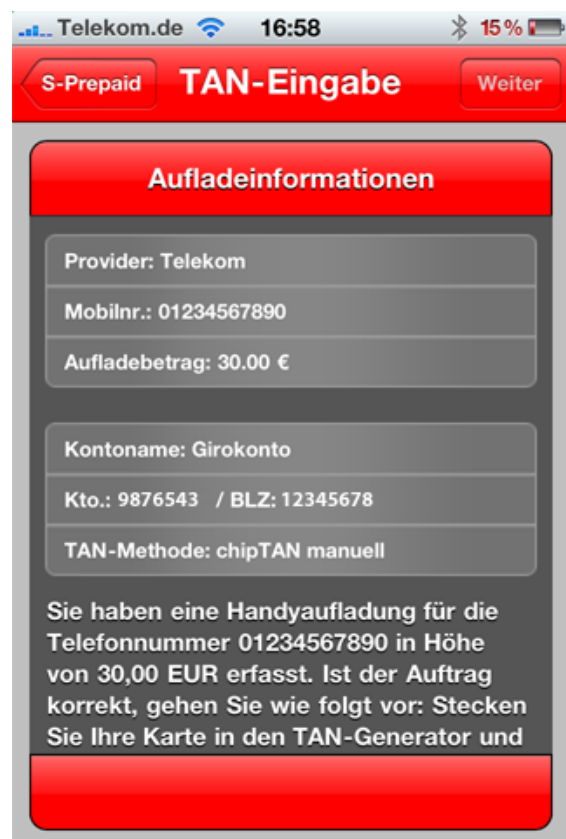 Telekom.de 16:58 15 %
S-Prepaid TAN-Eingabe Weiter
Aufladeinformationen
Provider: Telekom
Mobilnr.: 01234567890
Aufladebetrag: 30.00 €
Kontoname: Girokonto
Kto.: 9876543 / BLZ: 12345678
TAN-Methode: chipTAN manuell
Sie haben eine Handyaufladung für die
Telefonnummer 01234567890 in Höhe
von 30,00 EUR erfasst. Ist der Auftrag
korrekt, gehen Sie wie folgt vor: Stecken
Sie Ihre Karte in den TAN-Generator und